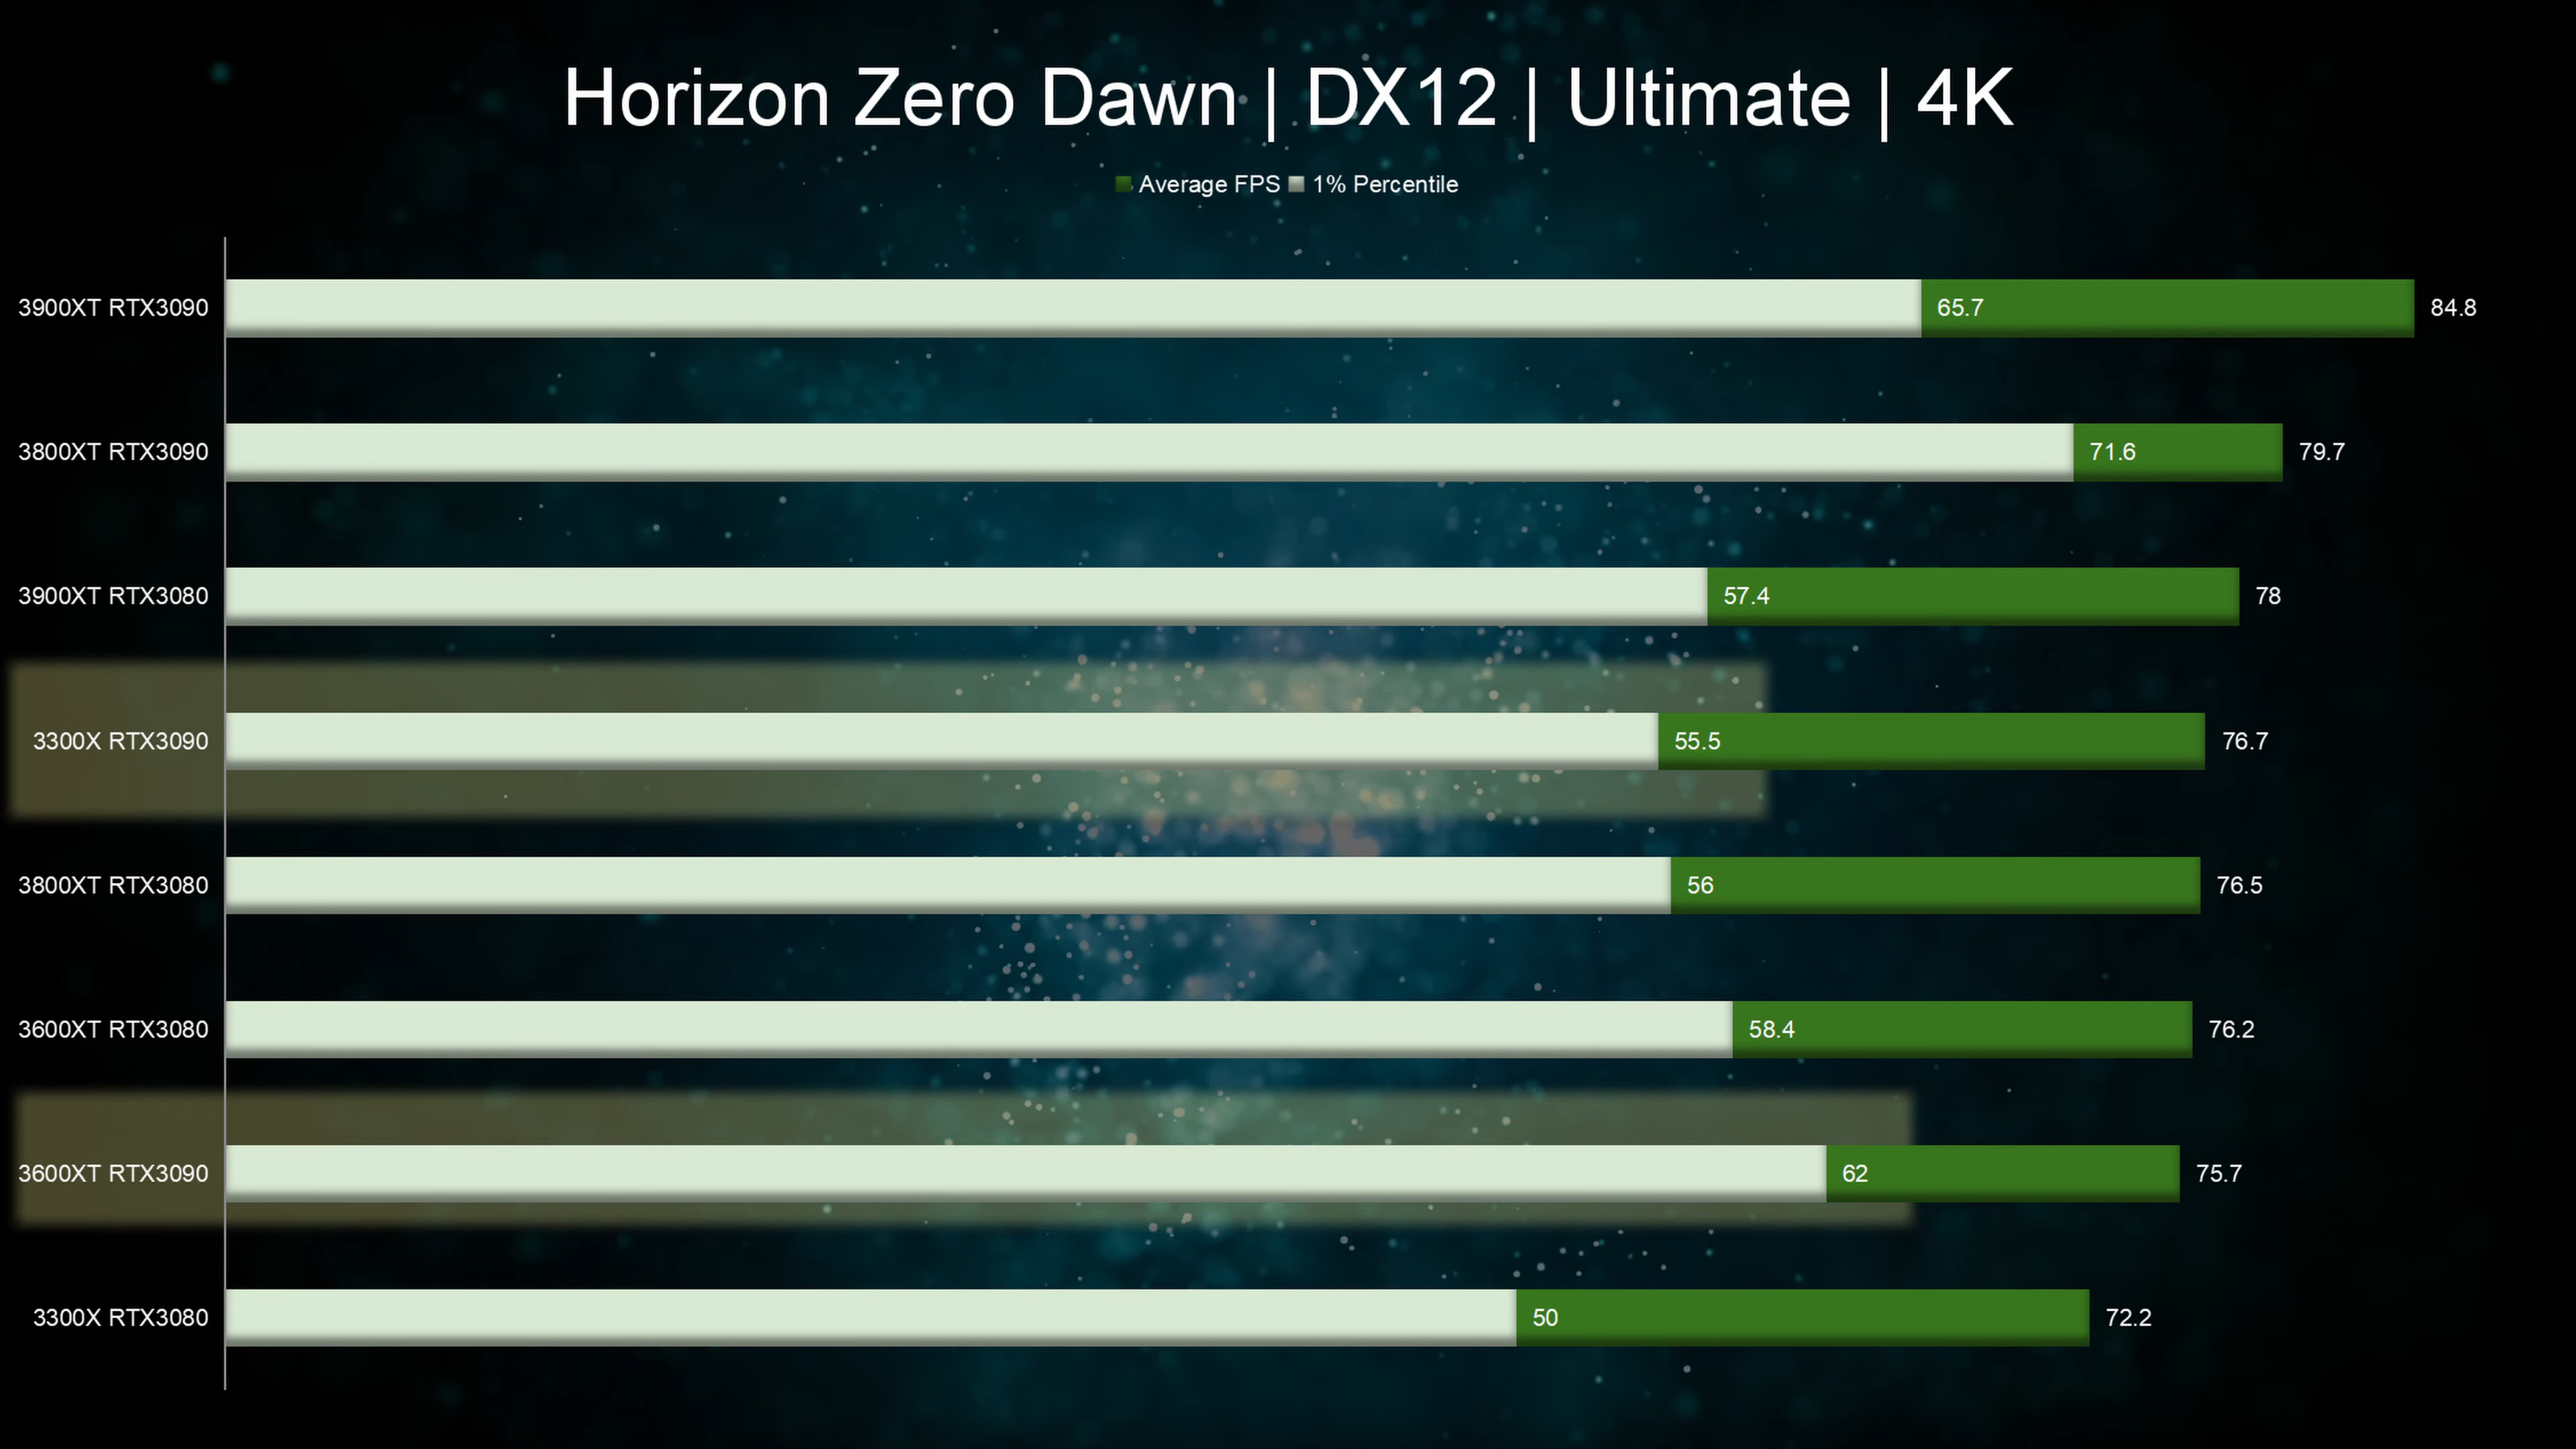 Horizon Zero Dawn | DX12 | Ultimate | 4K
Average FPS 1% Percentile
3900XT RTX3090 65.7 84.8
3800XT RTX3090 71.6 79.7
3900XT RTX3080 57.4 78
3300X RTX3090 55.5 76.7
3800XT RTX3080 56 76.5
3600XT RTX3080 58.4 76.2
3600XT RTX3090 62 75.7
3300X RTX3080 50 72.2